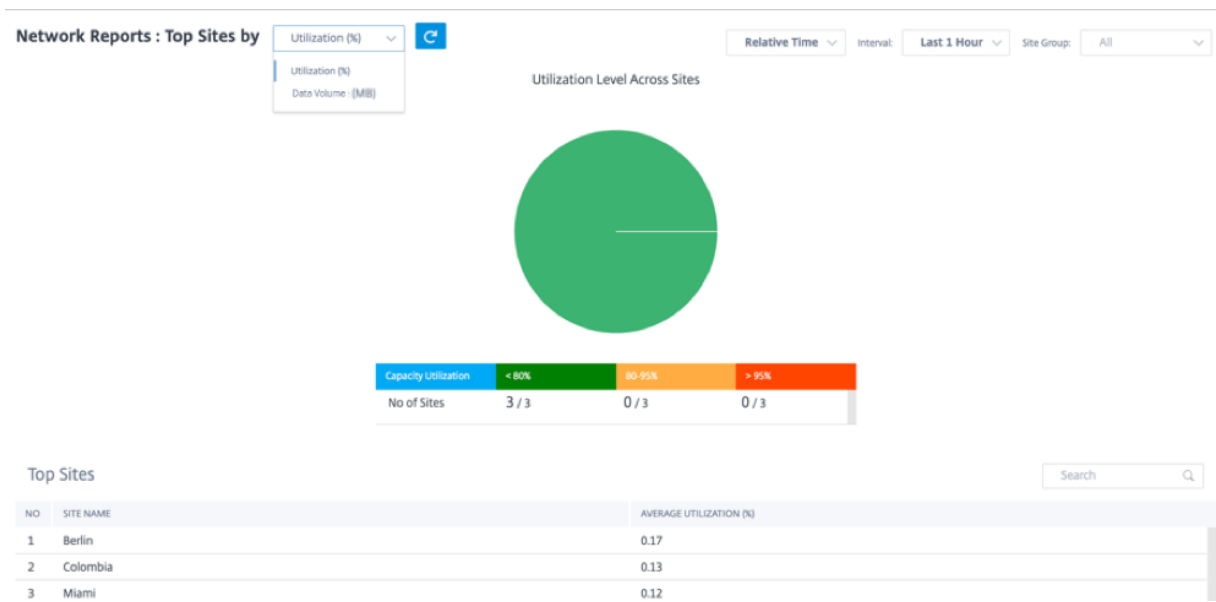 Network Reports : Top Sites by Utilization (%) Relative Time Interval: Last 1 Hour Site Group: All
Utilization (%)
Data Volume : (MB)
Utilization Level Across Sites
Capacity Utilization < 80% 80-95% > 95%
No of Sites 3 / 3 0 / 3 0 / 3
Top Sites Search
NO SITE NAME AVERAGE UTILIZATION (%)
1 Berlin 0.17
2 Colombia 0.13
3 Miami 0.12